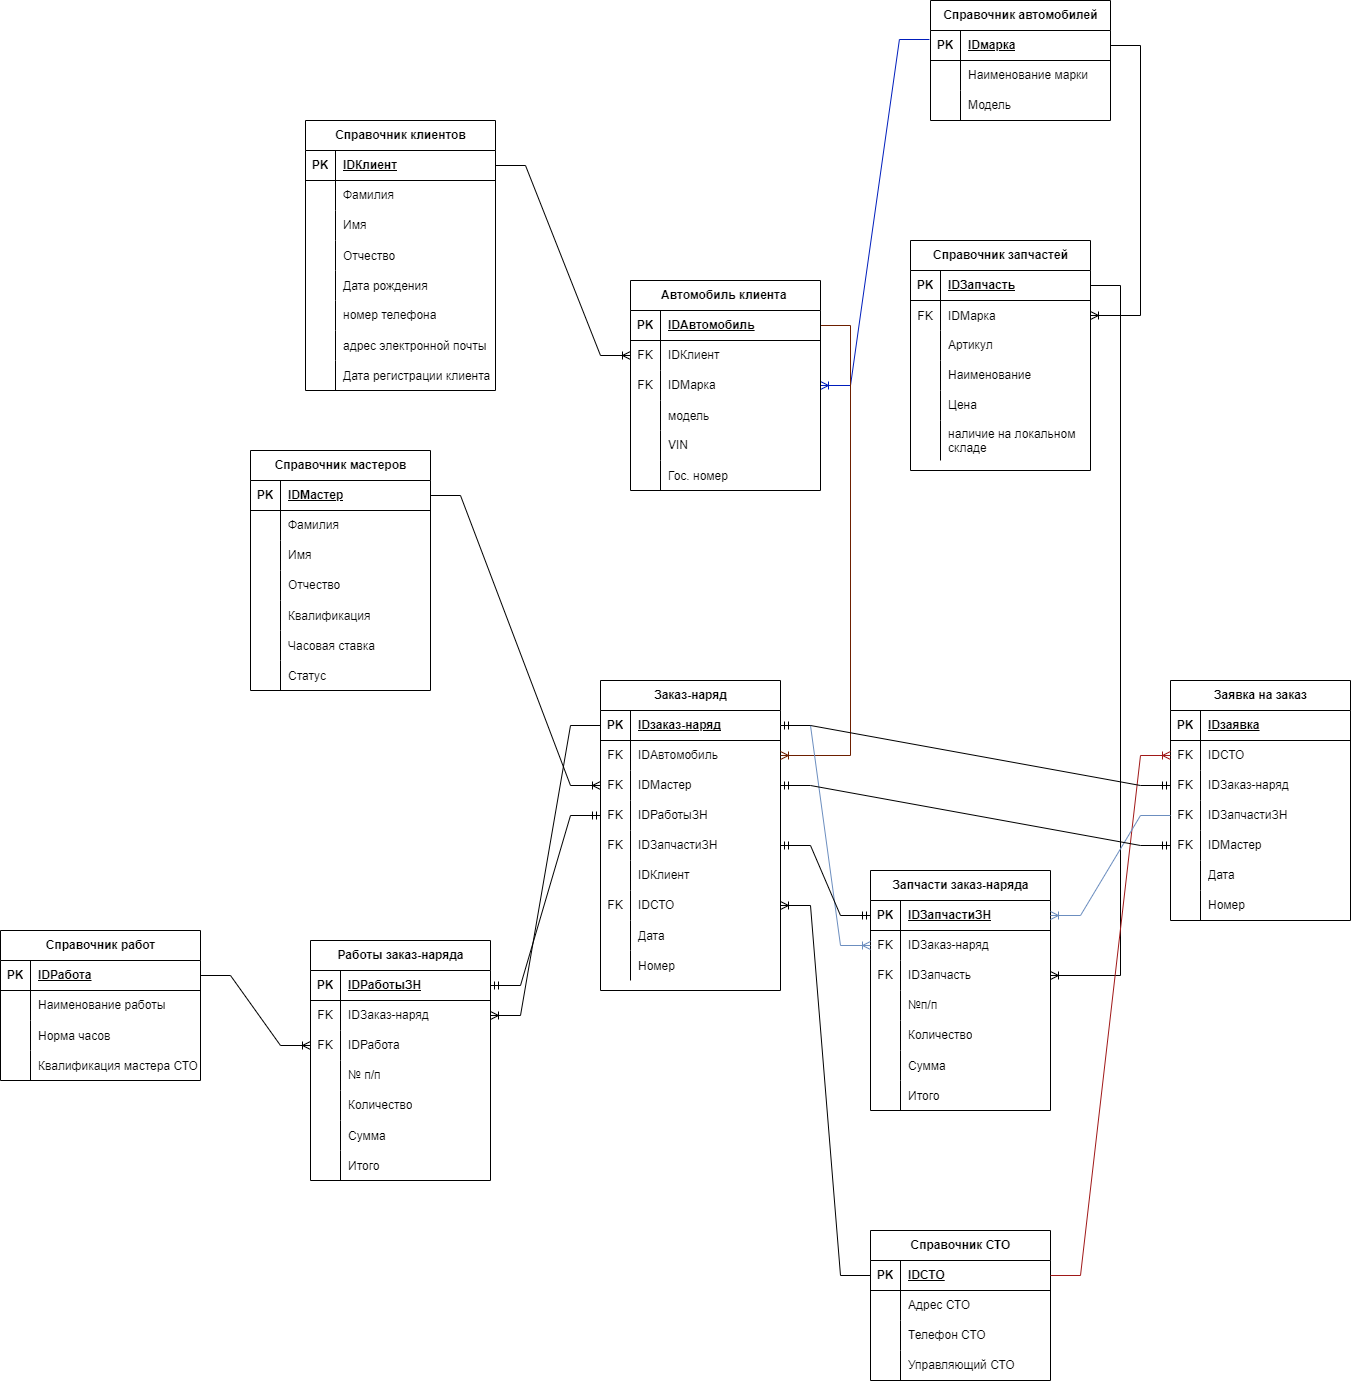 Справочник автомобилей
PK IDмарка
Наименование марки
Модель
Справочник клиентов
PK IDКлиент
Фамилия
Имя
Отчество
Дата рождения
номер телефона
адрес электронной почты
Дата регистрации клиента
Справочник запчастей
PK IDЗапчасть
FK IDМарка
Артикул
Наименование
Цена
наличие на локальном
складе
Автомобиль клиента
PK IDАвтомобиль
FK IDКлиент
FK IDМарка
модель
VIN
Гос. номер
Справочник мастеров
PK IDМастер
Фамилия
Имя
Отчество
Квалификация
Часовая ставка
Статус
Заказ-наряд
PK IDзаказ-наряд
FK IDАвтомобиль
FK IDМастер
FK IDРаботыЗН
FK IDЗапчастиЗН
IDКлиент
FK IDСТО
Дата
Номер
Заявка на заказ
PK IDзаявка
FK IDСТО
FK IDЗаказ-наряд
FK IDЗапчастиЗН
FK IDМастер
Дата
Номер
Запчасти заказ-наряда
PK IDЗапчастиЗН
FK IDЗаказ-наряд
FK IDЗапчасть
№п/п
Количество
Сумма
Итого
Справочник работ
PK IDРабота
Наименование работы
Норма часов
Квалификация мастера СТО
Работы заказ-наряда
PK IDРаботыЗН
FK IDЗаказ-наряд
FK IDРабота
№ п/п
Количество
Сумма
Итого
Справочник СТО
PK IDСТО
Адрес СТО
Телефон СТО
Управляющий СТО